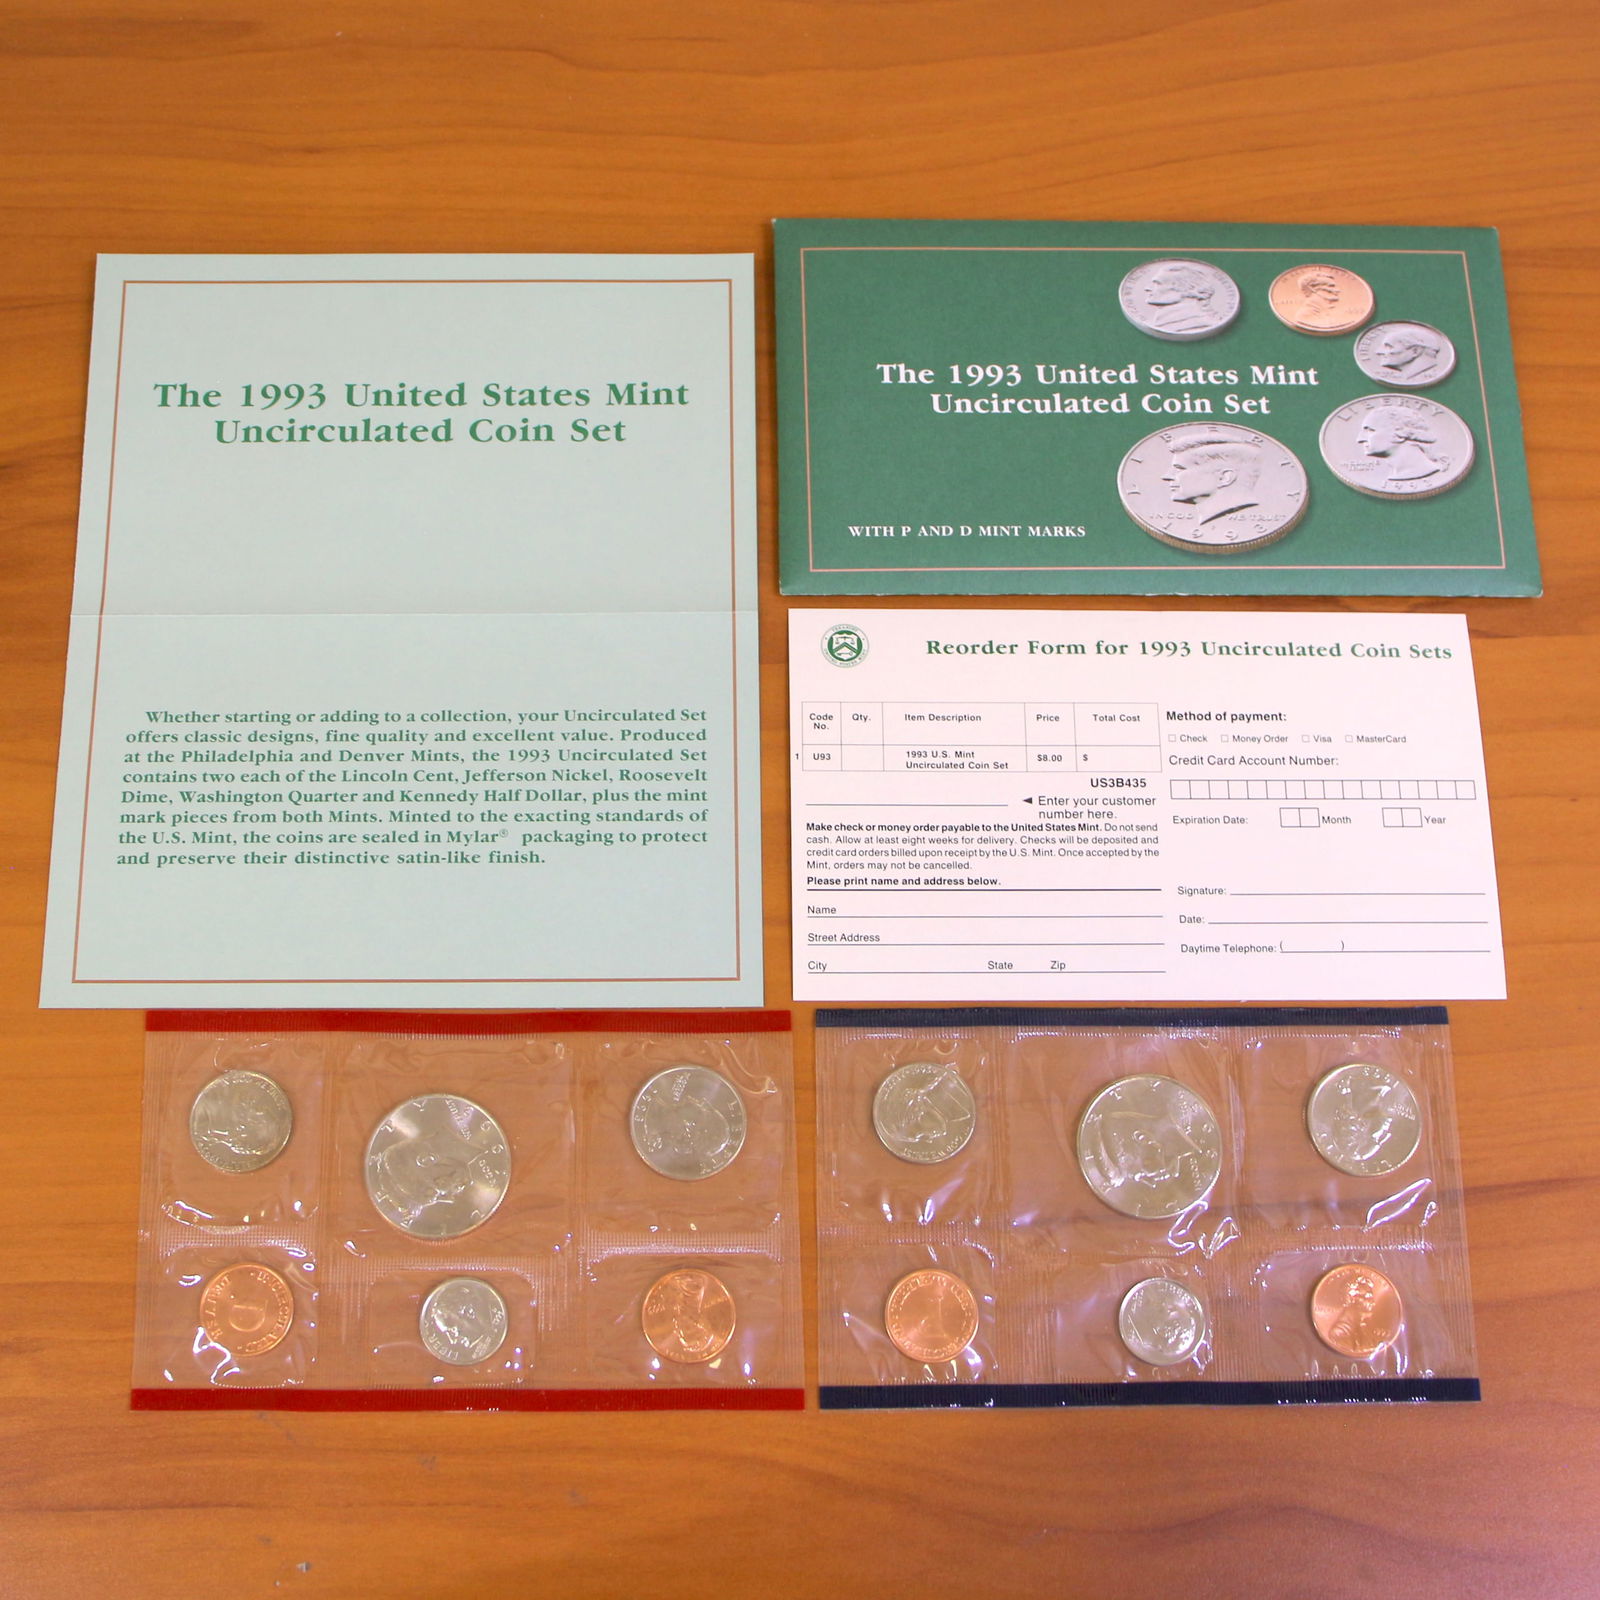 The 1993 United States Mint
Uncirculated Coin Set
Whether starting or adding to a collection, your Uncirculated Set
offers classic designs, fine quality and excellent value. Produced
at the Philadelphia and Denver Mints, the 1993 Uncirculated Set
contains two each of the Lincoln Cent, Jefferson Nickel, Roosevelt
Dime, Washington Quarter and Kennedy Half Dollar, plus the mint
mark pieces from both Mints. Minted to the exacting standards of
the U.S. Mint, the coins are sealed in Mylar® packaging to protect
and preserve their distinctive satin-like finish.
The 1993 United States Mint
Uncirculated Coin Set
WITH P AND D MINT MARKS
LIBERTY
IN GOD WE TRUST
1993
LIBERTY
Reorder Form for 1993 Uncirculated Coin Sets
Code No. Qty. Item Description Price Total Cost
1 U93 1993 U.S. Mint Uncirculated Coin Set $8.00 $
US3B435
◄ Enter your customer
number here.
Make check or money order payable to the United States Mint. Do not send
cash. Allow at least eight weeks for delivery. Checks will be deposited and
credit card orders billed upon receipt by the U.S. Mint. Once accepted by the
Mint, orders may not be cancelled.
Please print name and address below.
Name
Street Address
City State Zip
Method of payment:
□ Check □ Money Order □ Visa □ MasterCard
Credit Card Account Number:
Expiration Date: Month Year
Signature:
Date:
Daytime Telephone: ( )